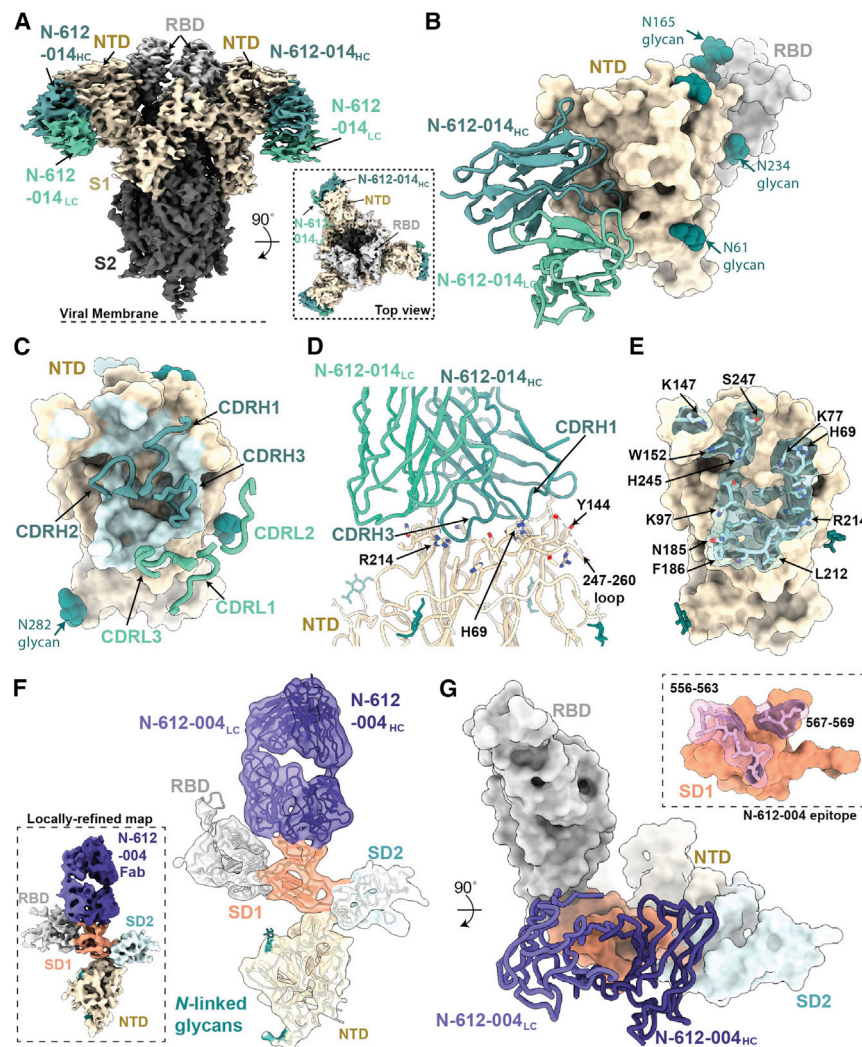 A
N-612
-014HC
NTD
RBD
NTD
N-612-014HC
N-612
-014LC
N-612
-014LC
S1
S2
90°
Viral Membrane
N-612-014HC
NTD
N-612-
014L
RBD
Top view
B
N165
glycan
RBD
NTD
N-612-014HC
N234
glycan
N61
glycan
N-612-014LC
C
NTD
CDRH1
CDRH3
CDRH2
CDRL2
N282
glycan
CDRL3
CDRL1
D
N-612-014LC
N-612-014HC
CDRH1
Y144
CDRH3
R214
247-260
loop
NTD
H69
E
K147
S247
K77
H69
W152
H245
K97
R214
N185
F186
L212
F
N-612-004LC
N-612
-004HC
RBD
SD1
SD2
N-linked
glycans
NTD
Locally-refined map
N-612
-004
Fab
RBD
SD2
SD1
NTD
G
RBD
556-563
567-569
SD1
N-612-004 epitope
NTD
90°
SD2
N-612-004LC
N-612-004HC